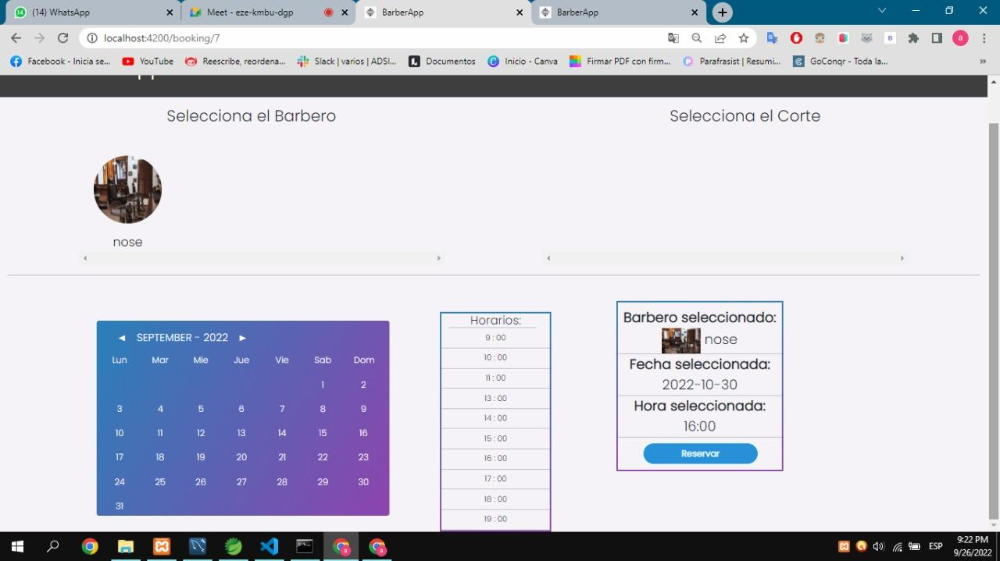 (14) WhatsApp
Meet - eze-kmbu-dgp
BarberApp
BarberApp
localhost:4200/booking/7
Facebook - Inicia se...
YouTube
Reescribe, reordena...
Slack | varios | ADSI...
Documentos
Inicio - Canva
Firmar PDF con firm...
Parafrasist | Resumi...
GoConqr - Toda la...
»
Selecciona el Barbero
Selecciona el Corte
nose
SEPTEMBER - 2022
Lun Mar Mie Jue Vie Sab Dom
1 2
3 4 5 6 7 8 9
10 11 12 13 14 15 16
17 18 19 20 21 22 23
24 25 26 27 28 29 30
31
Horarios:
9 : 00
10 : 00
11 : 00
13 : 00
14 : 00
15 : 00
16 : 00
17 : 00
18 : 00
19 : 00
Barbero seleccionado:
nose
Fecha seleccionada:
2022-10-30
Hora seleccionada:
16:00
Reservar
ESP
9:22 PM
9/26/2022